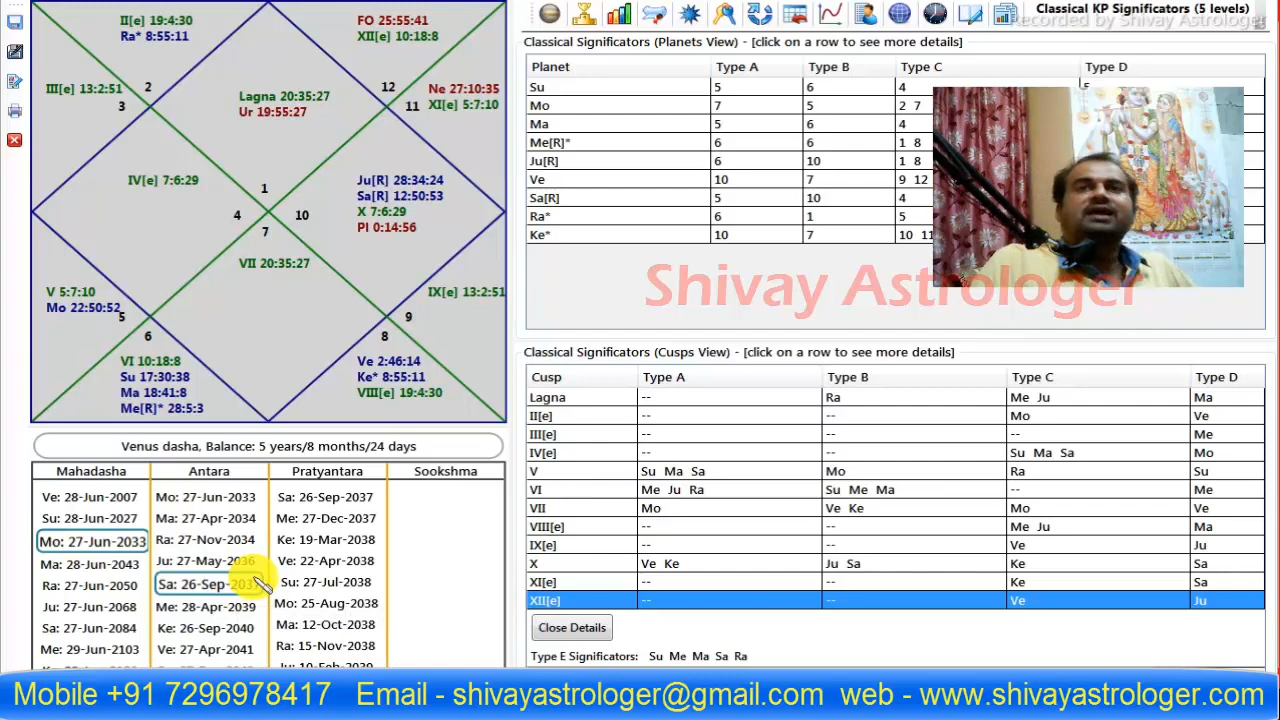 II[e] 19:4:30
Ra* 8:55:11
FO 25:55:41
XII[e] 10:18:8
III[e] 13:2:51
2
3
Lagna 20:35:27
Ur 19:55:27
12
11
Ne 27:10:35
XI[e] 5:7:10
IV[e] 7:6:29
1
4
10
7
Ju[R] 28:34:24
Sa[R] 12:50:53
X 7:6:29
Pl 0:14:56
VII 20:35:27
V 5:7:10
Mo 22:50:52
5
6
IX[e] 13:2:51
9
8
VI 10:18:8
Su 17:30:38
Ma 18:41:8
Me[R]* 28:5:3
Ve 2:46:14
Ke* 8:55:11
VIII[e] 19:4:30
Venus dasha, Balance: 5 years/8 months/24 days
Mahadasha Antara Pratyantara Sookshma
Ve: 28-Jun-2007 Mo: 27-Jun-2033 Sa: 26-Sep-2037
Su: 28-Jun-2027 Ma: 27-Apr-2034 Me: 27-Dec-2037
Mo: 27-Jun-2033 Ra: 27-Nov-2034 Ke: 19-Mar-2038
Ma: 28-Jun-2043 Ju: 27-May-2036 Ve: 22-Apr-2038
Ra: 27-Jun-2050 Sa: 26-Sep-2037 Su: 27-Jul-2038
Ju: 27-Jun-2068 Me: 28-Apr-2039 Mo: 25-Aug-2038
Sa: 27-Jun-2084 Ke: 26-Sep-2040 Ma: 12-Oct-2038
Me: 29-Jun-2103 Ve: 27-Apr-2041 Ra: 15-Nov-2038
Ju: 10-Feb-2039
Classical KP Significators (5 levels)
Recorded by Shivay Astrologer
Classical Significators (Planets View) - [click on a row to see more details]
Planet Type A Type B Type C Type D
Su 5 6 4 5
Mo 7 5 2 7
Ma 5 6 4
Me[R]* 6 6 1 8
Ju[R] 6 10 1 8
Ve 10 7 9 12
Sa[R] 5 10 4
Ra* 6 1 5
Ke* 10 7 10 11
Shivay Astrologer
Classical Significators (Cusps View) - [click on a row to see more details]
Cusp Type A Type B Type C Type D
Lagna -- Ra Me Ju Ma
II[e] -- -- Mo Ve
III[e] -- -- -- Me
IV[e] -- -- Su Ma Sa Mo
V Su Ma Sa Mo Ra Su
VI Me Ju Ra Su Me Ma -- Me
VII Mo Ve Ke Mo Ve
VIII[e] -- -- Me Ju Ma
IX[e] -- -- Ve Ju
X Ve Ke Ju Sa Ke Sa
XI[e] -- -- Ke Sa
XII[e] -- -- Ve Ju
Close Details
Type E Significators: Su Me Ma Sa Ra
Mobile +91 7296978417 Email - shivayastrologer@gmail.com web - www.shivayastrologer.com